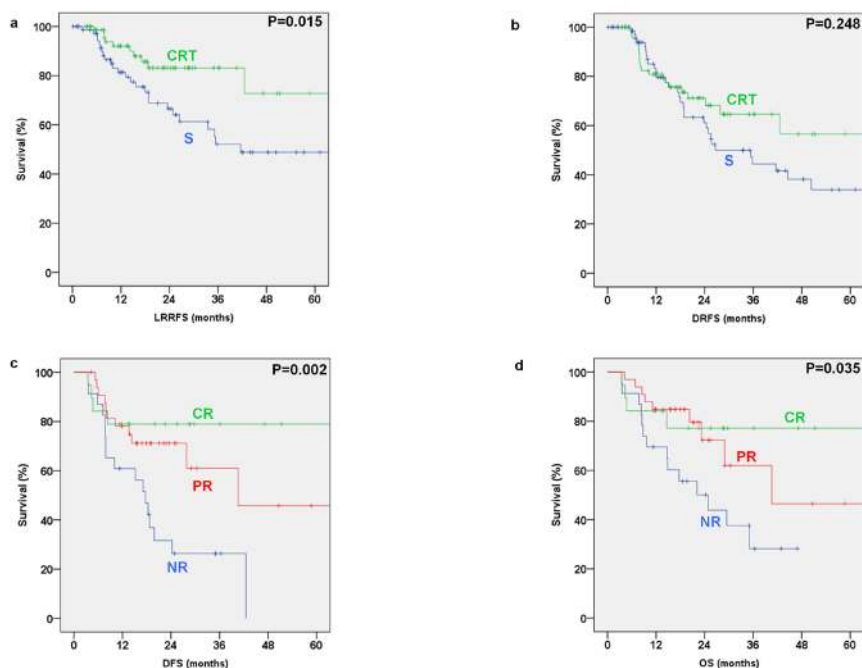 a
P=0.015
100
80
60
40
20
0
Survival (%)
CRT
S
0 12 24 36 48 60
LRRFS (months)
b
P=0.248
100
80
60
40
20
0
Survival (%)
CRT
S
0 12 24 36 48 60
DRFS (months)
c
P=0.002
100
80
60
40
20
0
Survival (%)
CR
PR
NR
0 12 24 36 48 60
DFS (months)
d
P=0.035
100
80
60
40
20
0
Survival (%)
CR
PR
NR
0 12 24 36 48 60
OS (months)